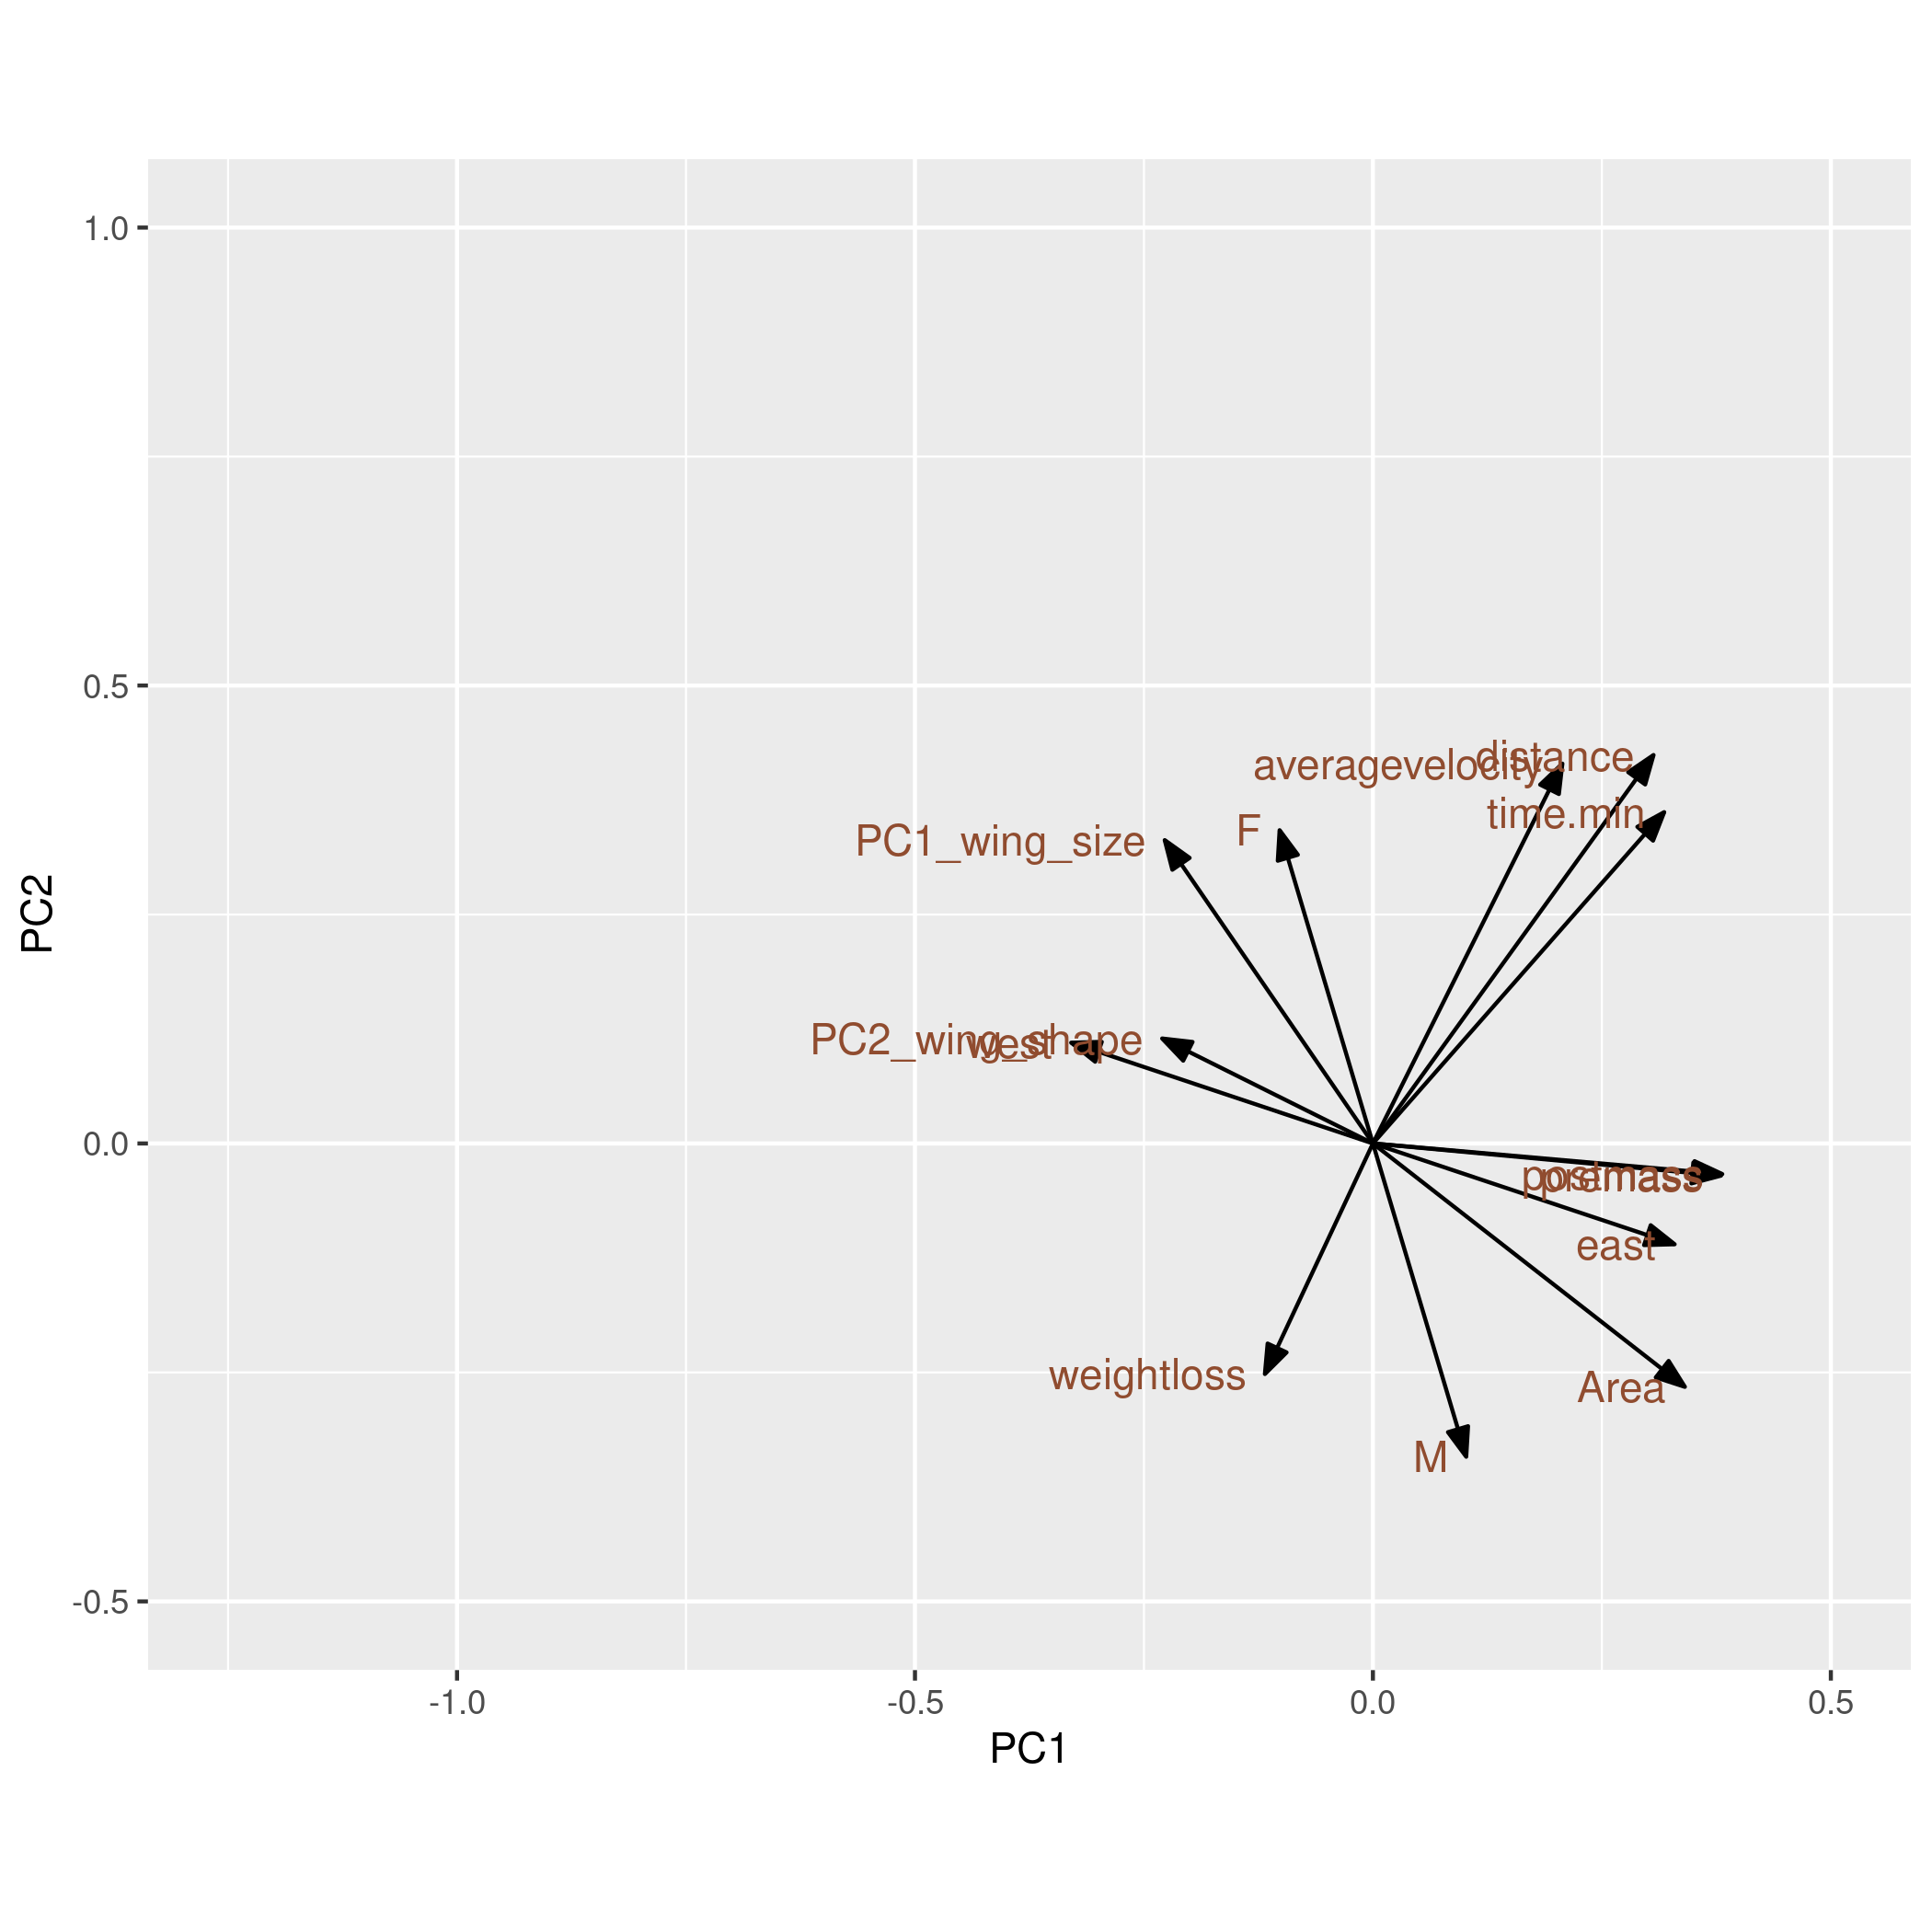 1.0
0.5
0.0
-0.5
PC2
distance
averagevelocity
time.min
F
PC1_wing_size
PC2_wing_shape
west
postmass
premass
east
weightloss
Area
M
-1.0
-0.5
0.0
0.5
PC1